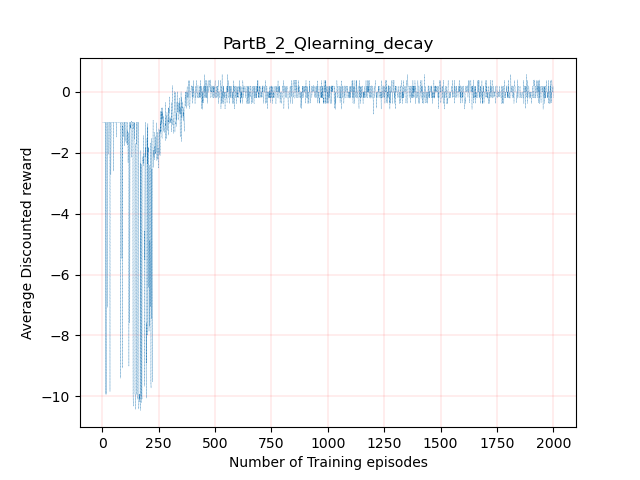 PartB_2_Qlearning_decay
Average Discounted reward
0
−2
−4
−6
−8
−10
0 250 500 750 1000 1250 1500 1750 2000
Number of Training episodes